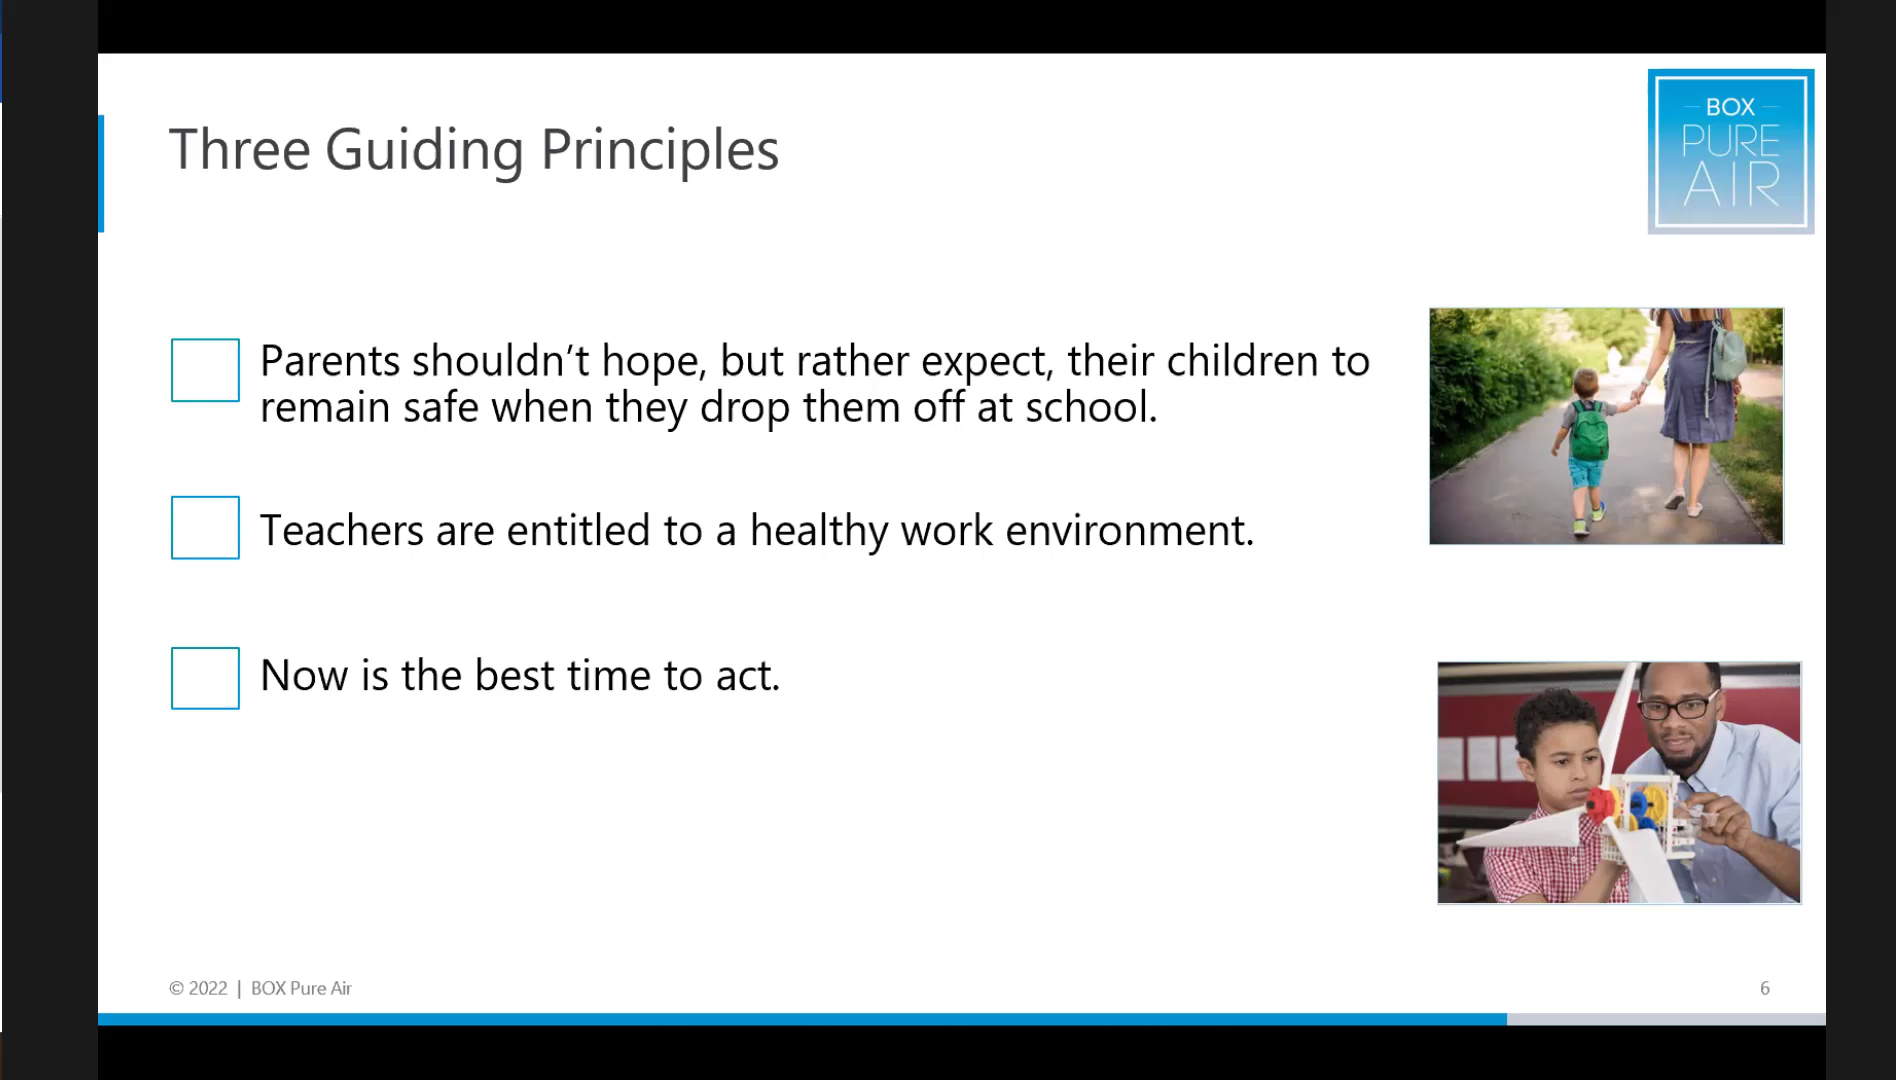 Three Guiding Principles
BOX
PURE
AIR
Parents shouldn’t hope, but rather expect, their children to
remain safe when they drop them off at school.
Teachers are entitled to a healthy work environment.
Now is the best time to act.
© 2022 | BOX Pure Air
6